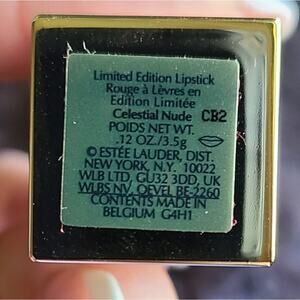 Limited Edition Lipstick
Rouge à Lèvres en
Edition Limitée
Celestial Nude CB2
POIDS NET WT.
.12 OZ./3.5g
© ESTÉE LAUDER, DIST.
NEW YORK, N.Y. 10022
WLB LTD GU32 3DD, UK
WLBS NV, OEVEL BE-2260
CONTENTS MADE IN
BELGIUM G4H1